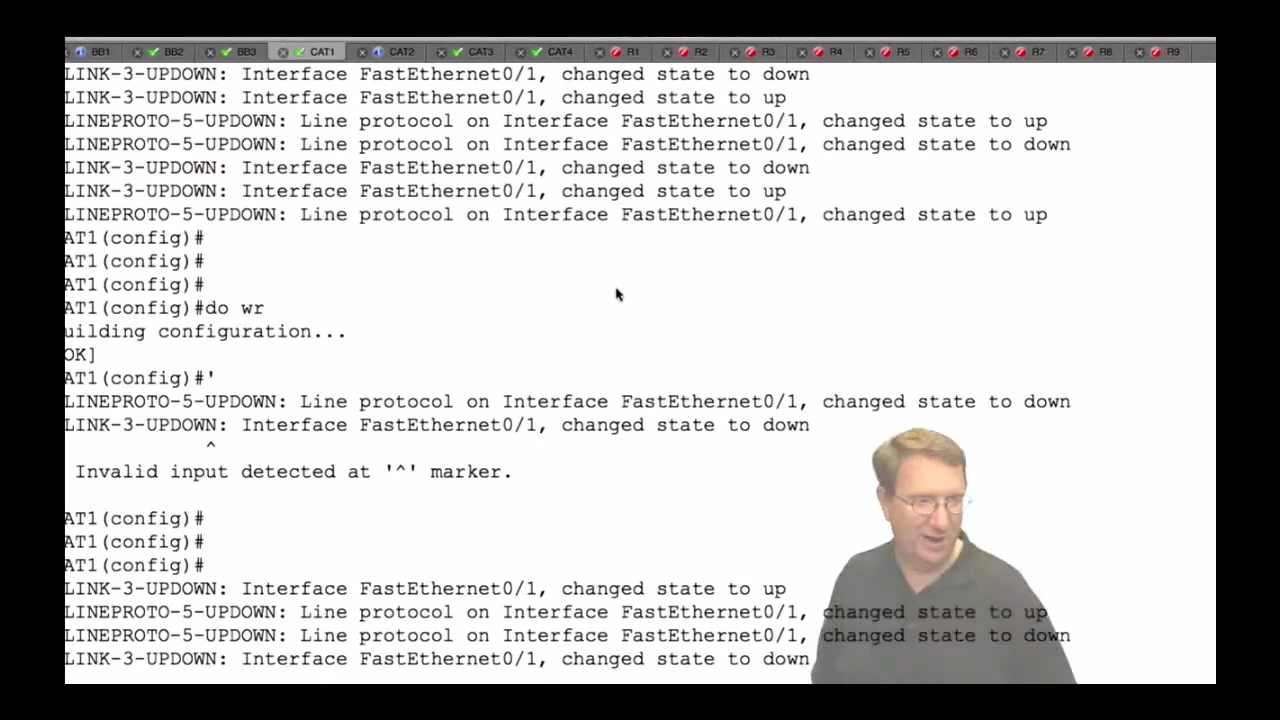 BB1 BB2 BB3 CAT1 CAT2 CAT3 CAT4 R1 R2 R3 R4 R5 R6 R7 R8 R9
LINK-3-UPDOWN: Interface FastEthernet0/1, changed state to down
LINK-3-UPDOWN: Interface FastEthernet0/1, changed state to up
LINEPROTO-5-UPDOWN: Line protocol on Interface FastEthernet0/1, changed state to up
LINEPROTO-5-UPDOWN: Line protocol on Interface FastEthernet0/1, changed state to down
LINK-3-UPDOWN: Interface FastEthernet0/1, changed state to down
LINK-3-UPDOWN: Interface FastEthernet0/1, changed state to up
LINEPROTO-5-UPDOWN: Line protocol on Interface FastEthernet0/1, changed state to up
AT1(config)#
AT1(config)#
AT1(config)#
AT1(config)#do wr
uilding configuration...
OK]
AT1(config)#'
LINEPROTO-5-UPDOWN: Line protocol on Interface FastEthernet0/1, changed state to down
LINK-3-UPDOWN: Interface FastEthernet0/1, changed state to down
^
Invalid input detected at '^' marker.
AT1(config)#
AT1(config)#
AT1(config)#
LINK-3-UPDOWN: Interface FastEthernet0/1, changed state to up
LINEPROTO-5-UPDOWN: Line protocol on Interface FastEthernet0/1, changed state to up
LINEPROTO-5-UPDOWN: Line protocol on Interface FastEthernet0/1, changed state to down
LINK-3-UPDOWN: Interface FastEthernet0/1, changed state to down